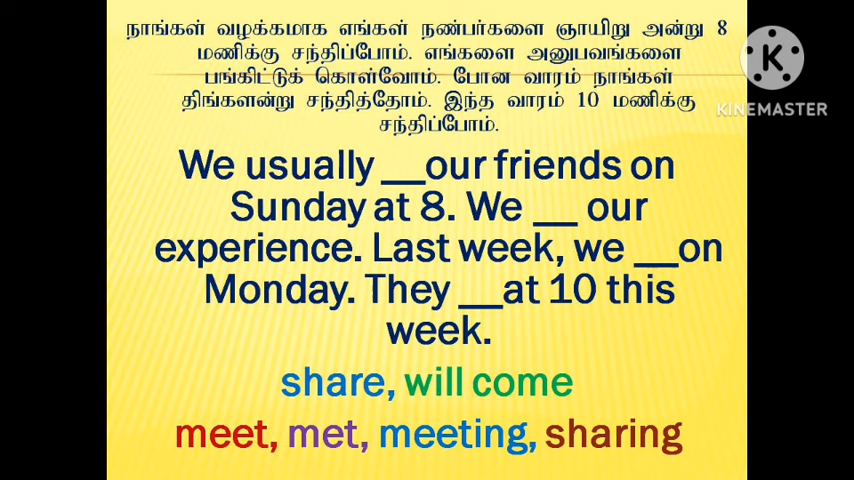 நாங்கள் வழக்கமாக எங்கள் நண்பர்களை ஞாயிறு அன்று 8
மணிக்கு சந்திப்போம். எங்களை அனுபவங்களை
பங்கிட்டுக் கொள்வோம். போன வாரம் நாங்கள்
திங்களன்று சந்தித்தோம். இந்த வாரம் 10 மணிக்கு
சந்திப்போம்.
K
KINEMASTER
We usually __our friends on
Sunday at 8. We __ our
experience. Last week, we __on
Monday. They __at 10 this
week.
share, will come
meet, met, meeting, sharing